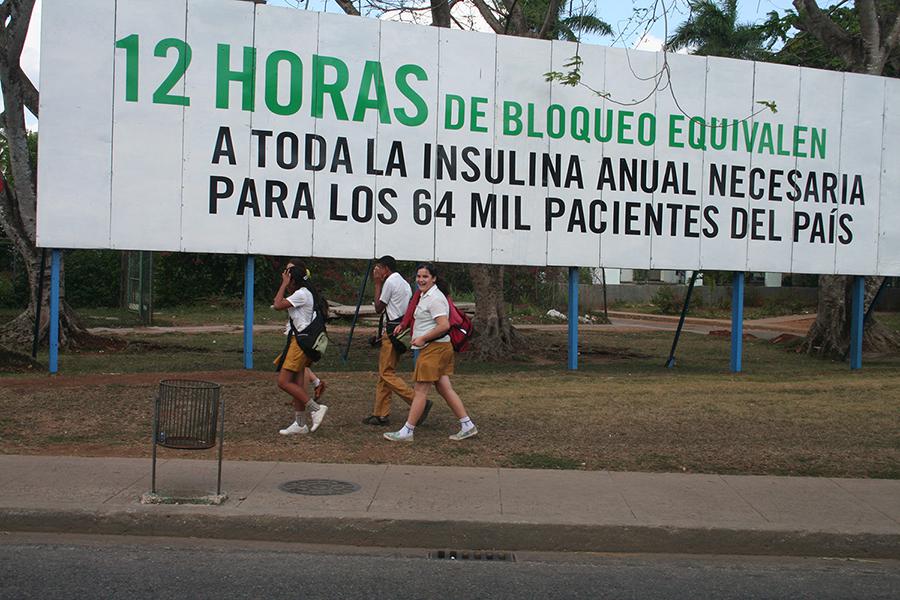 12 HORAS DE BLOQUEO EQUIVALEN
A TODA LA INSULINA ANUAL NECESARIA
PARA LOS 64 MIL PACIENTES DEL PAÍS